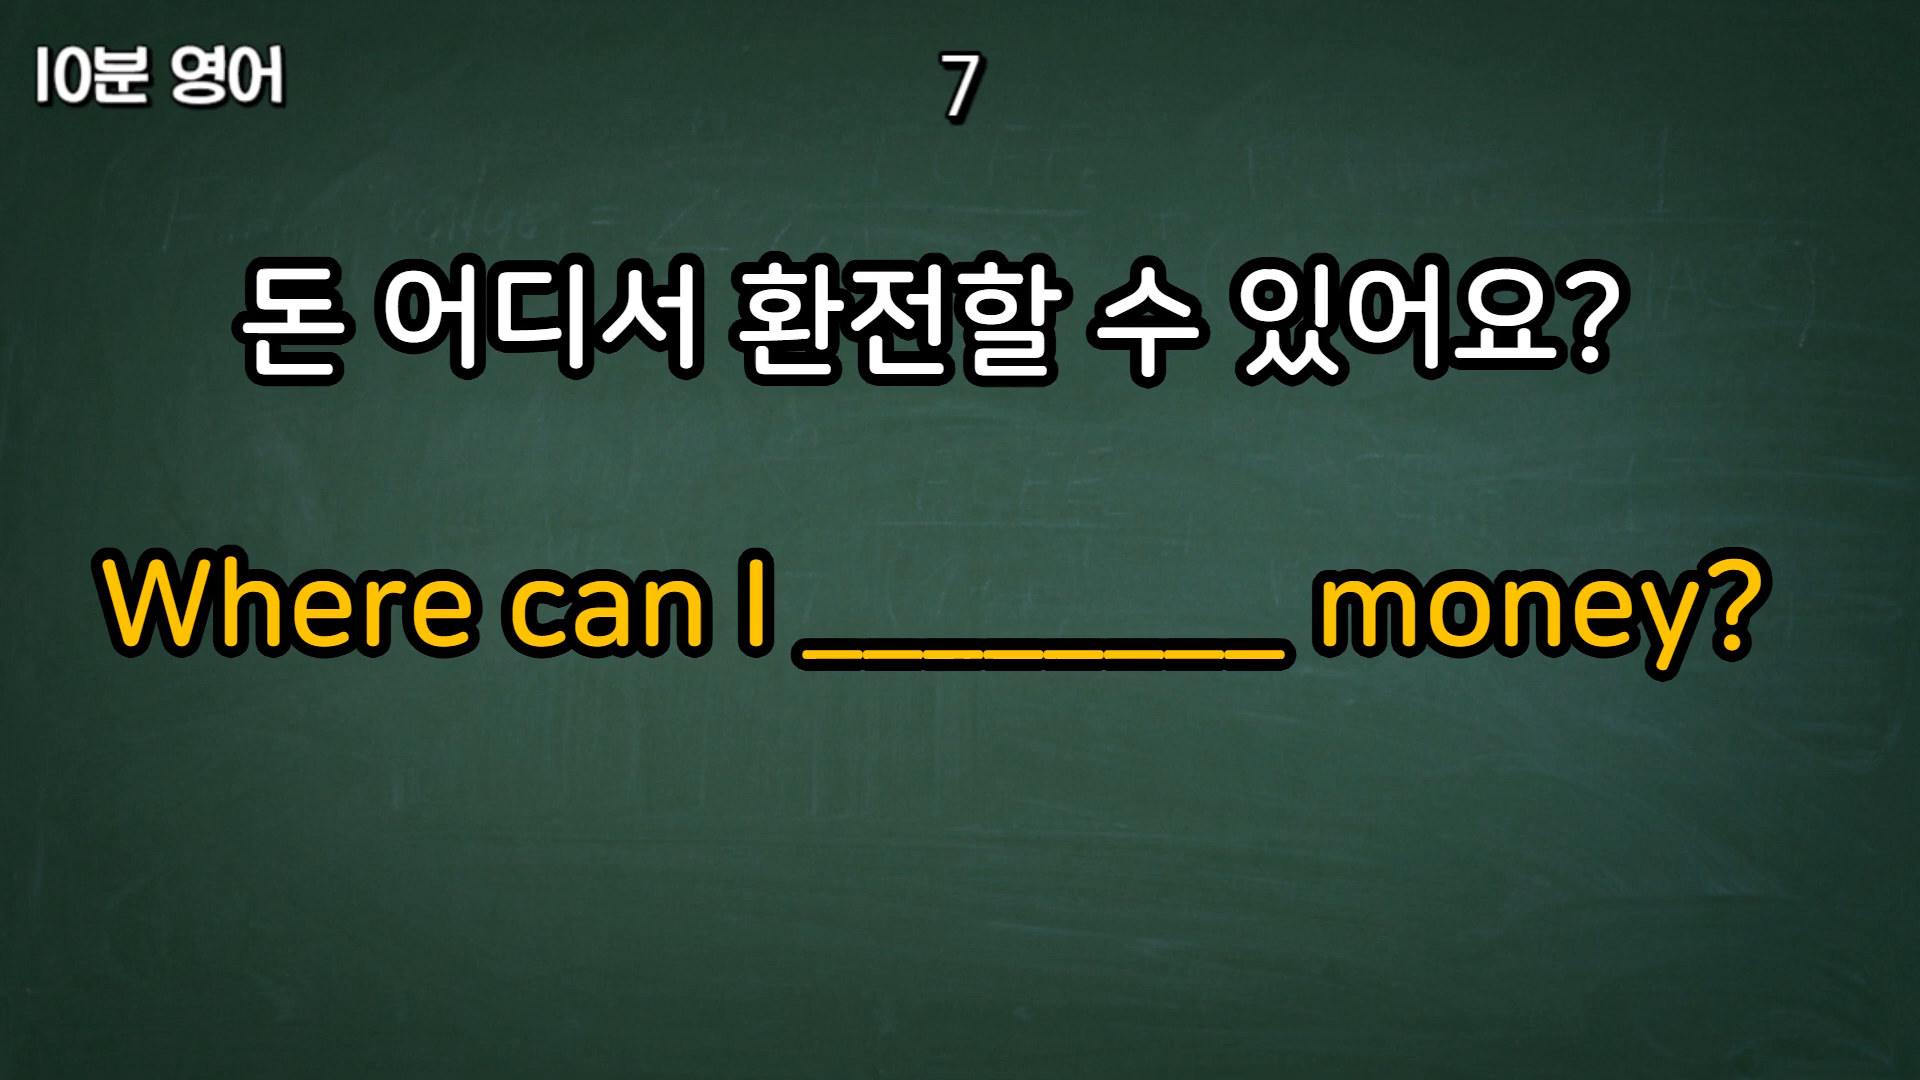 10분 영어
7
돈 어디서 환전할 수 있어요?
Where can I ________ money?